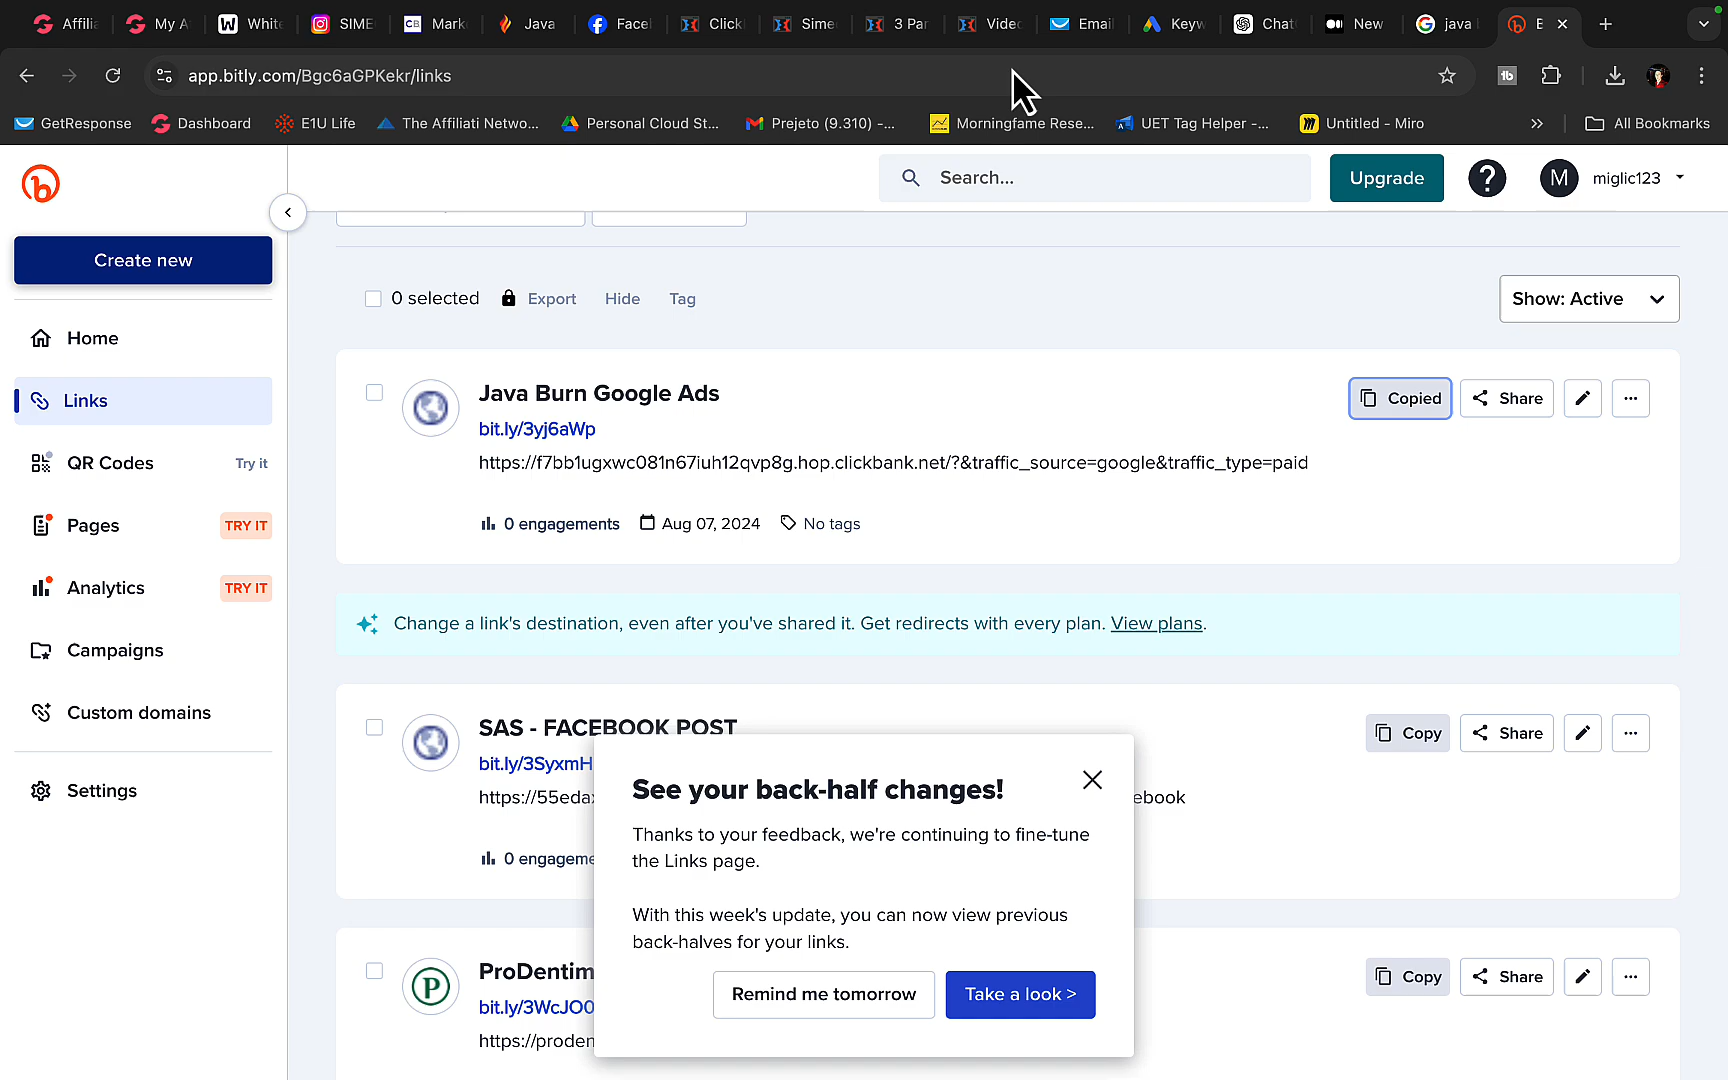 Affilia
My A
White
SIME
Mark
Java
Facel
Click
Sime
3 Par
Video
Email
Keyw
Chat
New
java
E
app.bitly.com/Bgc6aGPKekr/links
GetResponse
Dashboard
E1U Life
The Affiliati Netwo...
Personal Cloud St...
Prejeto (9.310) -...
Morningfame Rese...
UET Tag Helper -...
Untitled - Miro
All Bookmarks
Search...
Upgrade
?
M
miglic123
Create new
0 selected
Export
Hide
Tag
Show: Active
Home
Links
QR Codes
Try it
Pages
TRY IT
Analytics
TRY IT
Campaigns
Custom domains
Settings
Java Burn Google Ads
Copied
Share
bit.ly/3yj6aWp
https://f7bb1ugxwc081n67iuh12qvp8g.hop.clickbank.net/?&traffic_source=google&traffic_type=paid
0 engagements
Aug 07, 2024
No tags
Change a link's destination, even after you've shared it. Get redirects with every plan. View plans.
SAS - FACEBOOK POST
Copy
Share
bit.ly/3SyxmH
https://55eda
ebook
0 engageme
See your back-half changes!
Thanks to your feedback, we're continuing to fine-tune
the Links page.
With this week's update, you can now view previous
back-halves for your links.
Remind me tomorrow
Take a look >
P
ProDentim
Copy
Share
bit.ly/3WcJO0
https://proden